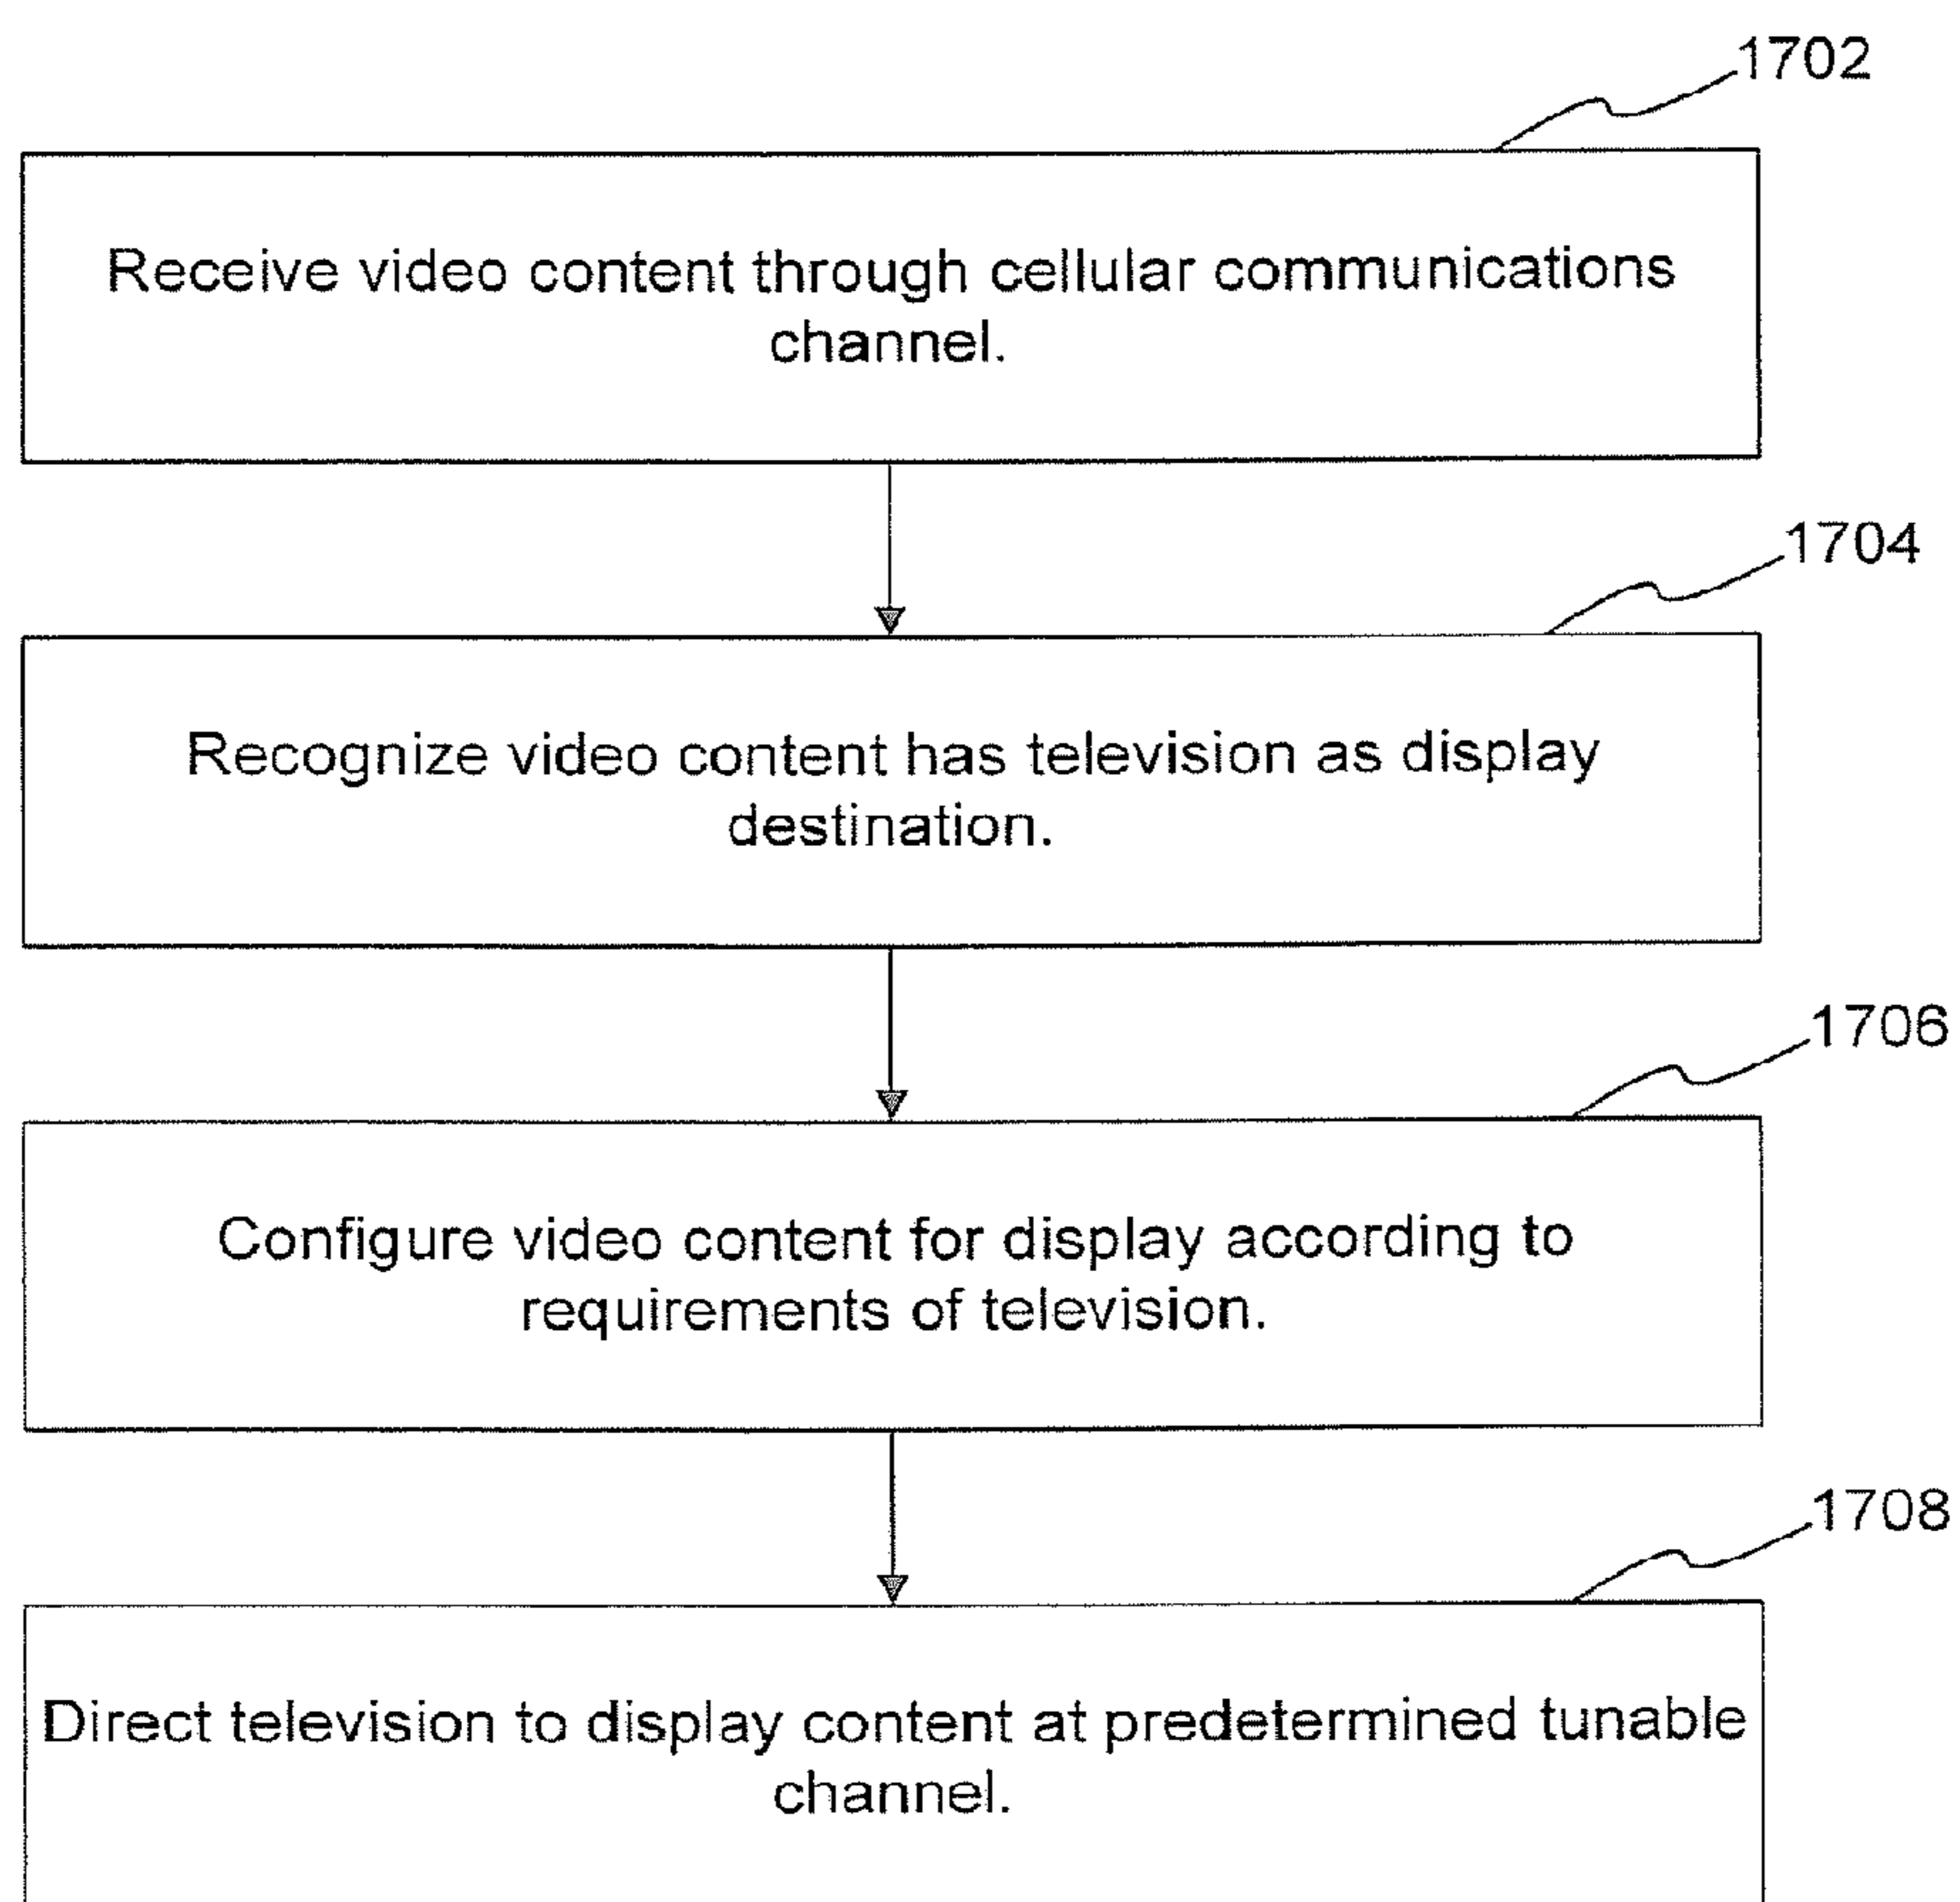 1702
Receive video content through cellular communications
channel.
1704
Recognize video content has television as display
destination.
1706
Configure video content for display according to
requirements of television.
1708
Direct television to display content at predetermined tunable
channel.